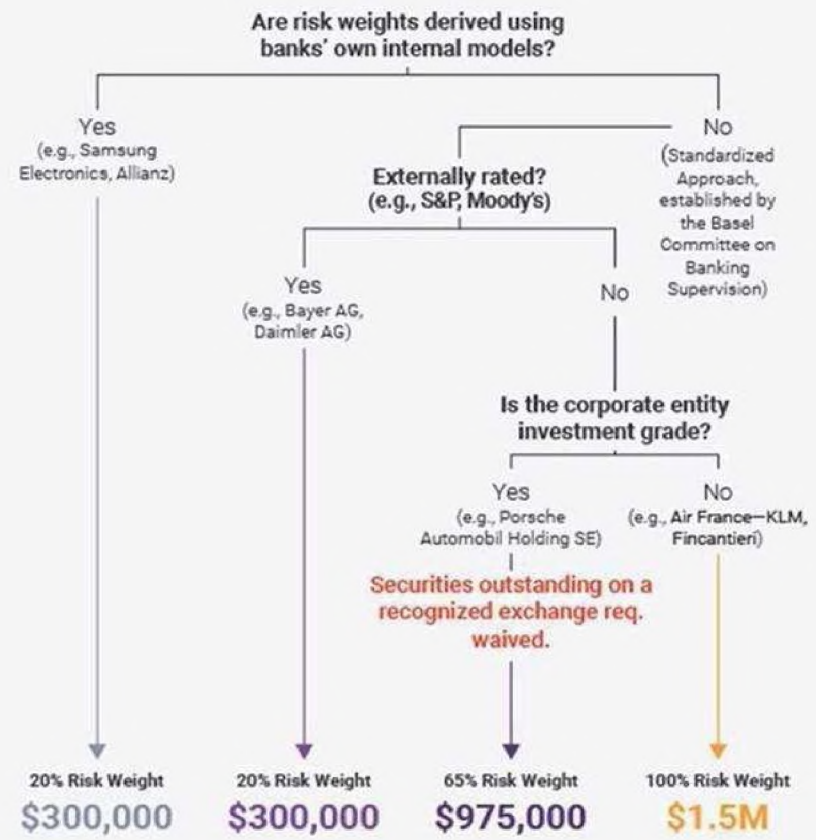 Are risk weights derived using
banks' own internal models?
Yes
(e.g., Samsung
Electronics, Allianz)
No
(Standardized
Approach,
established by
the Basel
Committee on
Banking
Supervision)
Externally rated?
(e.g., S&P, Moody's)
Yes
(e.g., Bayer AG,
Daimler AG)
No
Is the corporate entity
investment grade?
Yes
(e.g., Porsche
Automobil Holding SE)
No
(e.g., Air France—KLM,
Fincantieri)
Securities outstanding on a
recognized exchange req.
waived.
20% Risk Weight
$300,000
20% Risk Weight
$300,000
65% Risk Weight
$975,000
100% Risk Weight
$1.5M